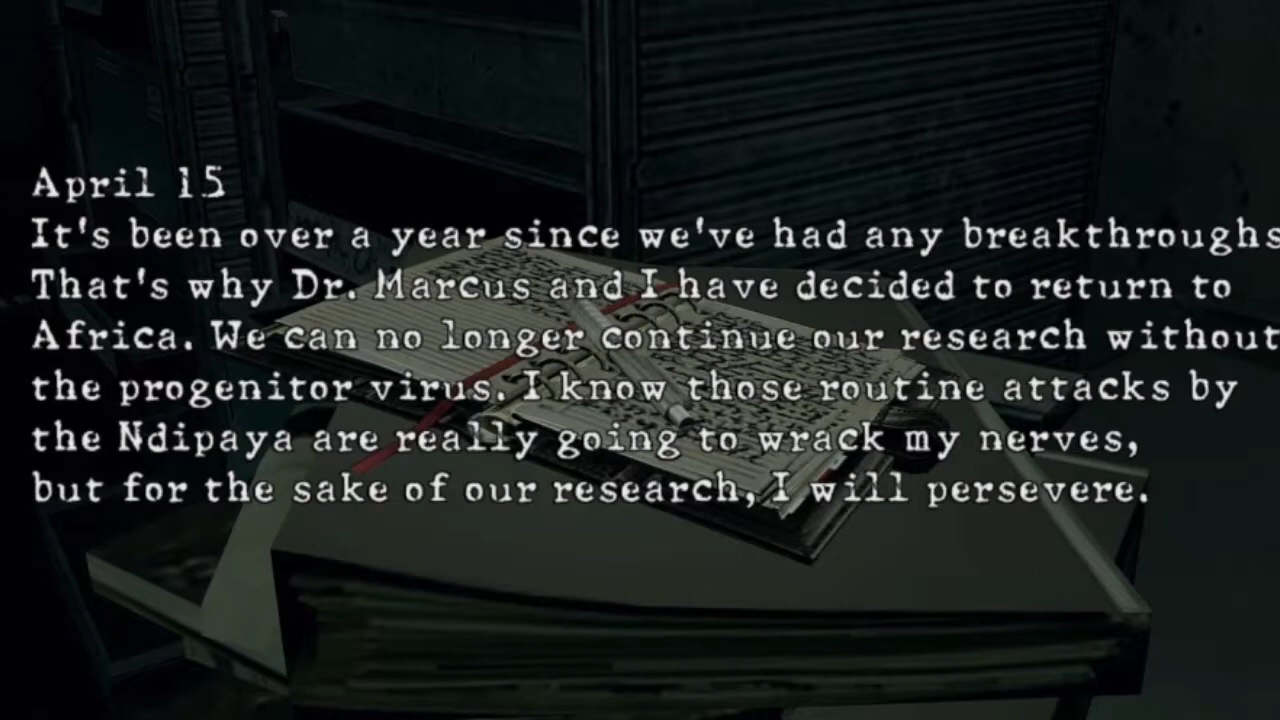 April 15
It's been over a year since we've had any breakthroughs
That's why Dr. Marcus and I have decided to return to
Africa. We can no longer continue our research without
the progenitor virus. I know those routine attacks by
the Ndipaya are really going to wrack my nerves,
but for the sake of our research, I will persevere.